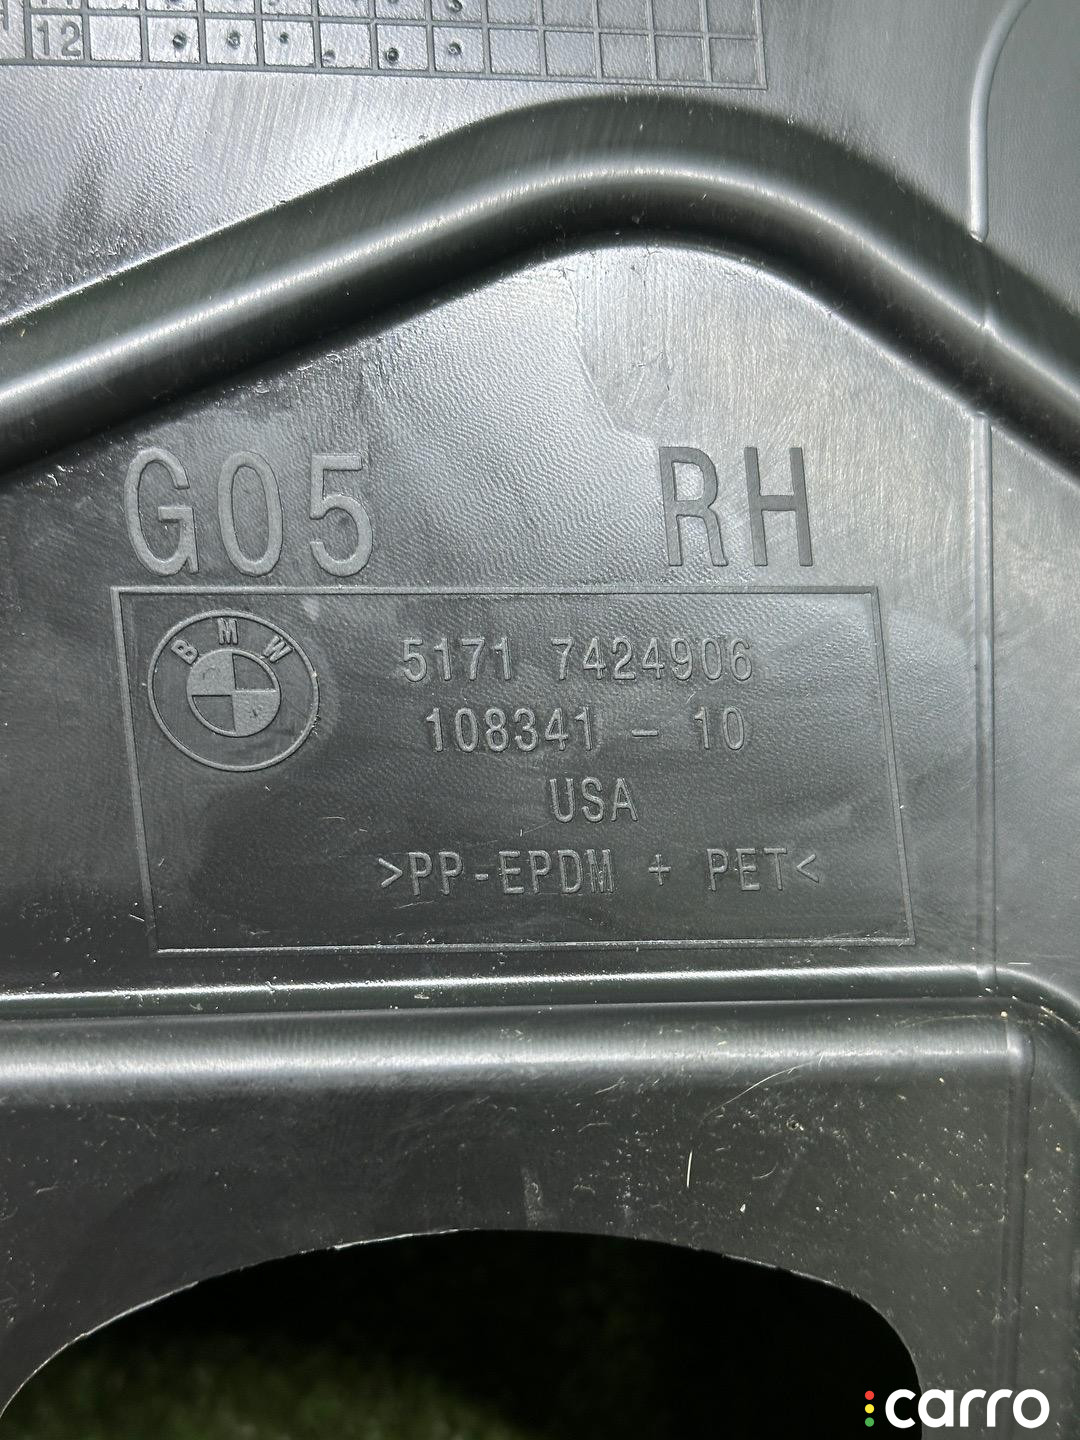 12
G05 RH
BMW
5171 7424906
108341 - 10
USA
>PP-EPDM + PET<
carro